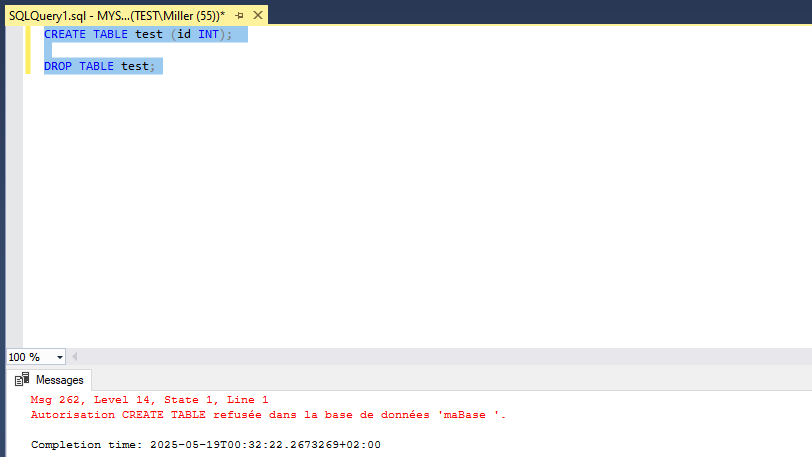 SQLQuery1.sql - MYS...(TEST\Miller (55))*
CREATE TABLE test (id INT);
DROP TABLE test;
100 %
Messages
Msg 262, Level 14, State 1, Line 1
Autorisation CREATE TABLE refusée dans la base de données 'maBase '.
Completion time: 2025-05-19T00:32:22.2673269+02:00